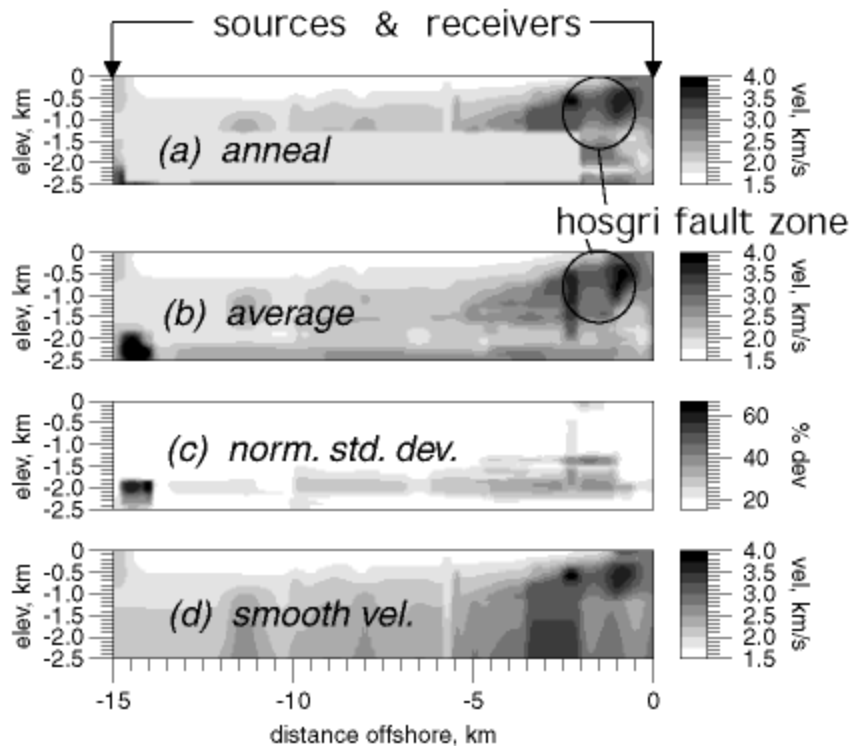 sources & receivers
0
-0.5
-1.0
-1.5
-2.0
-2.5
elev, km
(a) anneal
4.0
3.5
3.0
2.5
2.0
1.5
vel, km/s
hosgri fault zone
0
-0.5
-1.0
-1.5
-2.0
-2.5
elev, km
(b) average
4.0
3.5
3.0
2.5
2.0
1.5
vel, km/s
0
-0.5
-1.0
-1.5
-2.0
-2.5
elev, km
(c) norm. std. dev.
60
40
20
% dev
0
-0.5
-1.0
-1.5
-2.0
-2.5
elev, km
(d) smooth vel.
4.0
3.5
3.0
2.5
2.0
1.5
vel, km/s
-15 -10 -5 0
distance offshore, km